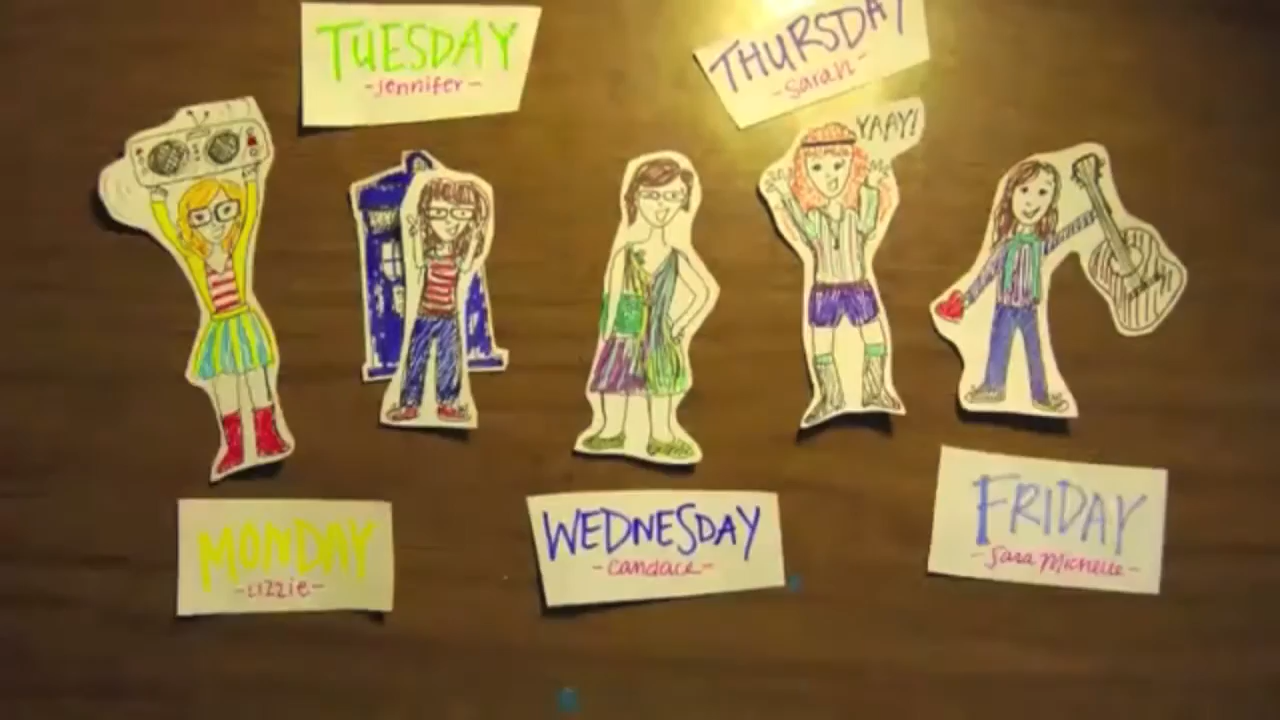 TUESDAY
-Jennifer-
THURSDAY
-Sarah-
YAAY!
MONDAY
-Lizzie-
WEDNESDAY
-Candace-
FRIDAY
-Sara Michelle-